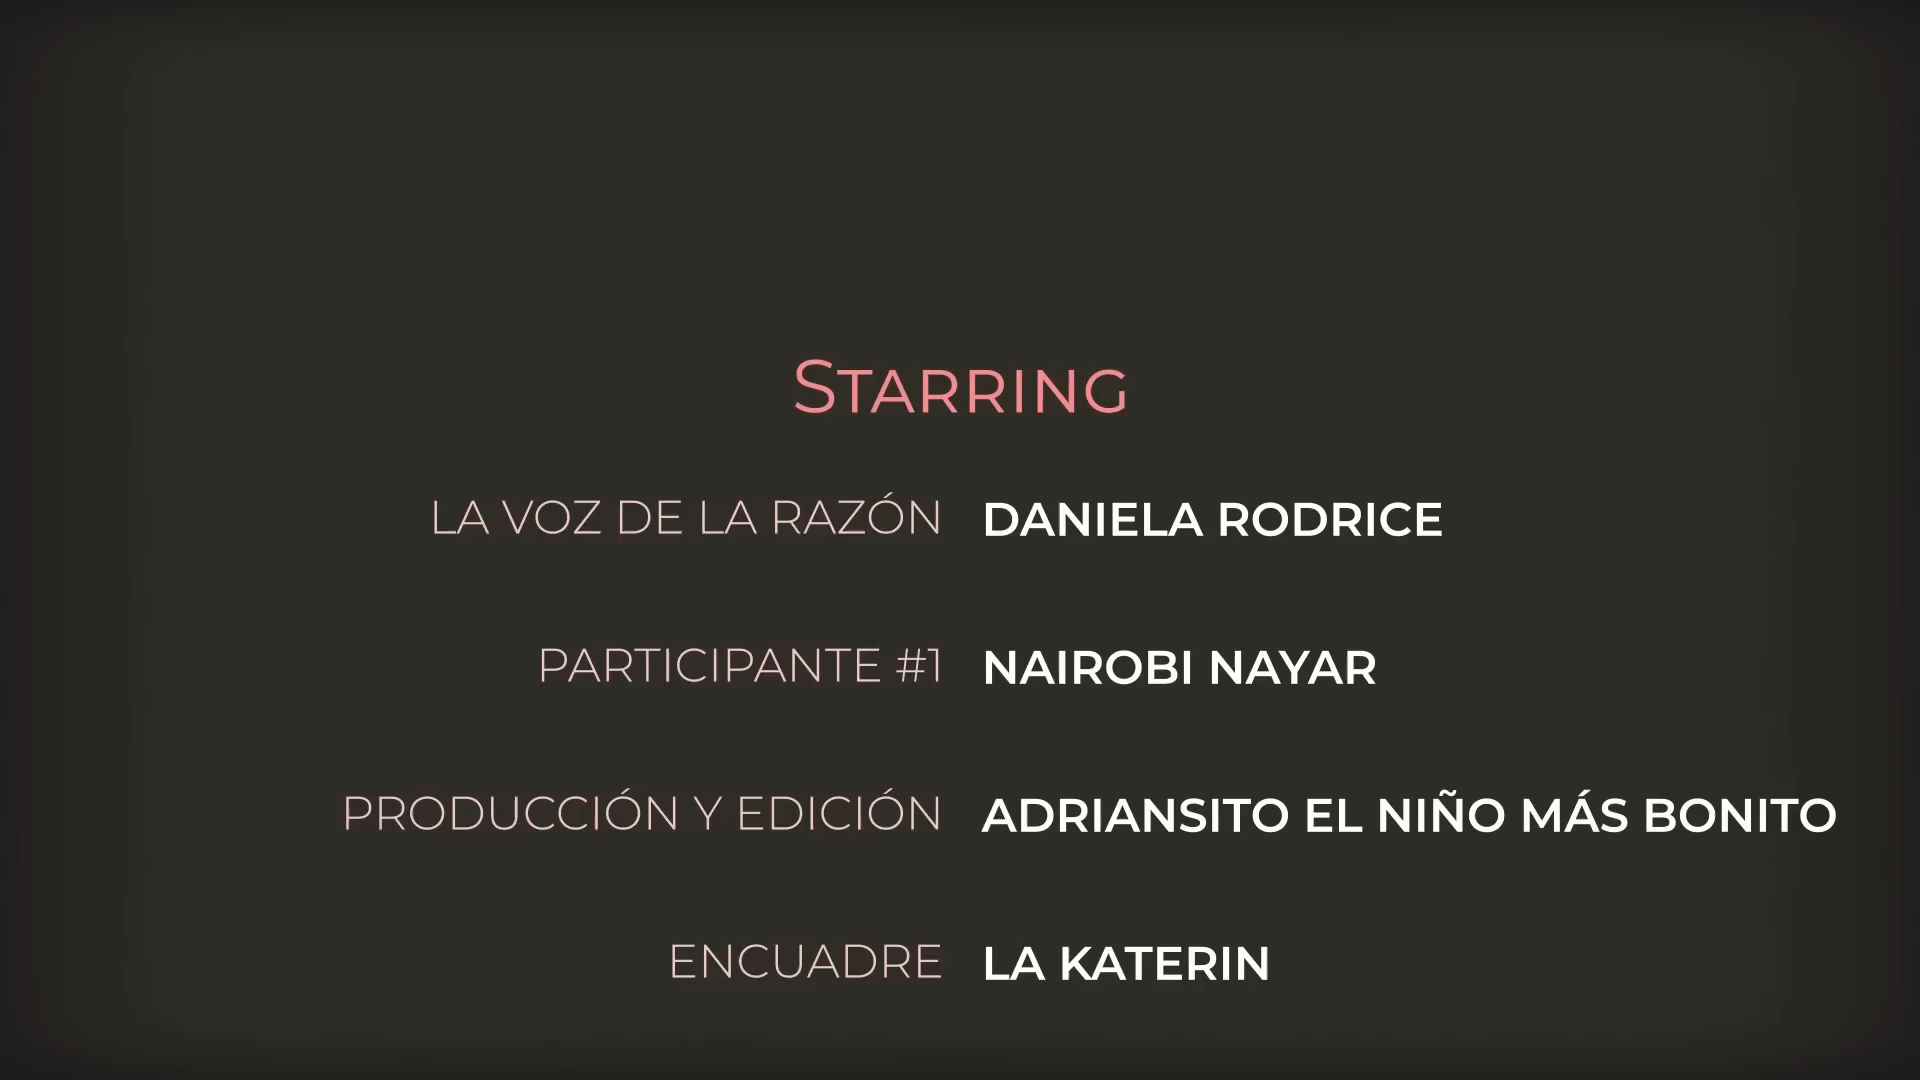 Starring
LA VOZ DE LA RAZÓN DANIELA RODRICE
PARTICIPANTE #1 NAIROBI NAYAR
PRODUCCIÓN Y EDICIÓN ADRIANSITO EL NIÑO MÁS BONITO
ENCUADRE LA KATERIN